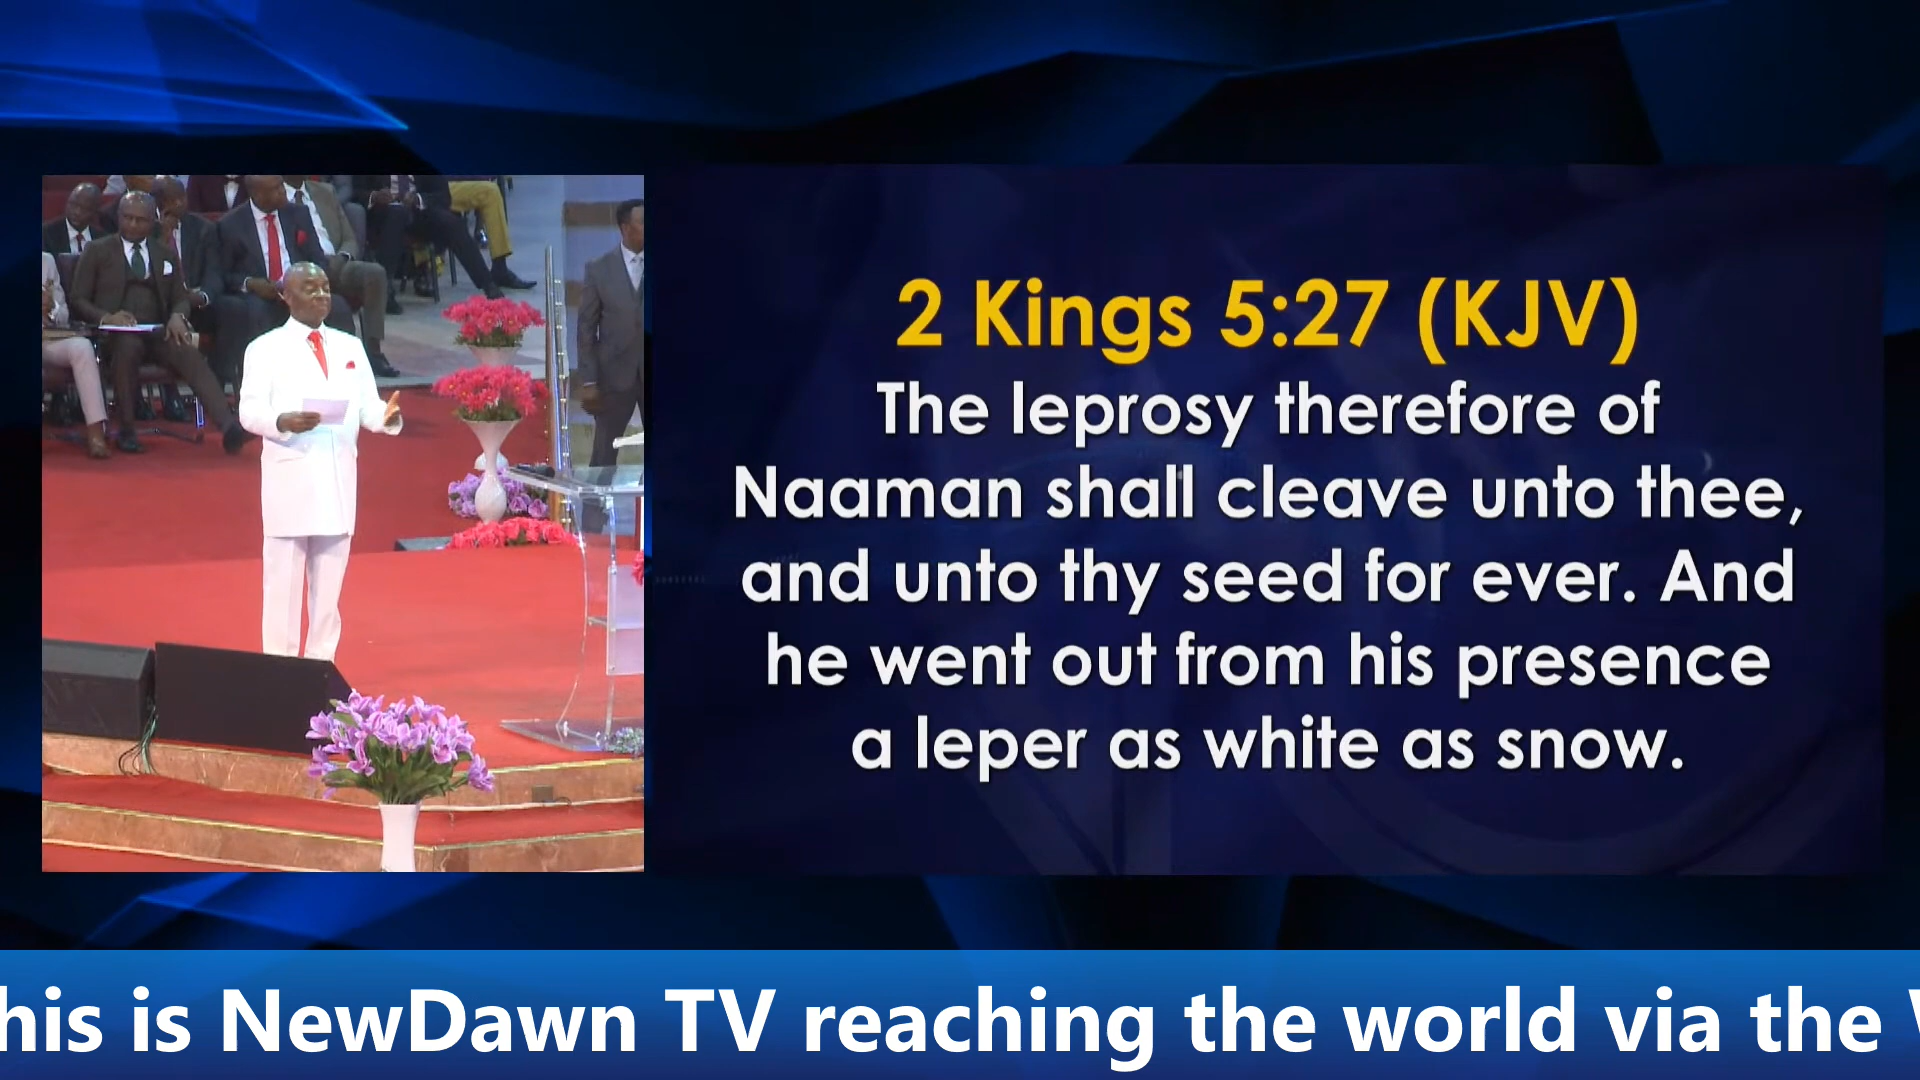 2 Kings 5:27 (KJV)
The leprosy therefore of
Naaman shall cleave unto thee,
and unto thy seed for ever. And
he went out from his presence
a leper as white as snow.
his is NewDawn TV reaching the world via the